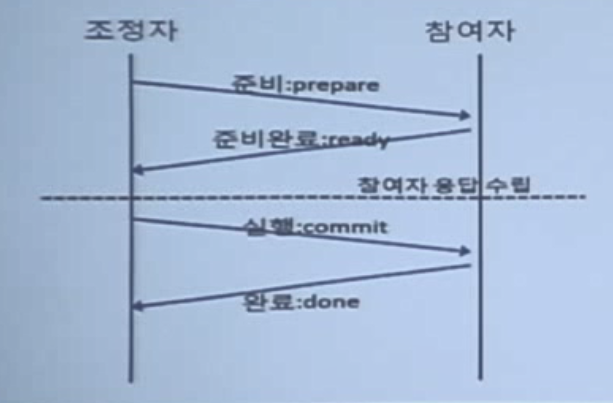 조정자
참여자
준비:prepare
준비완료:ready
참여자 응답 수립
실행:commit
완료:done